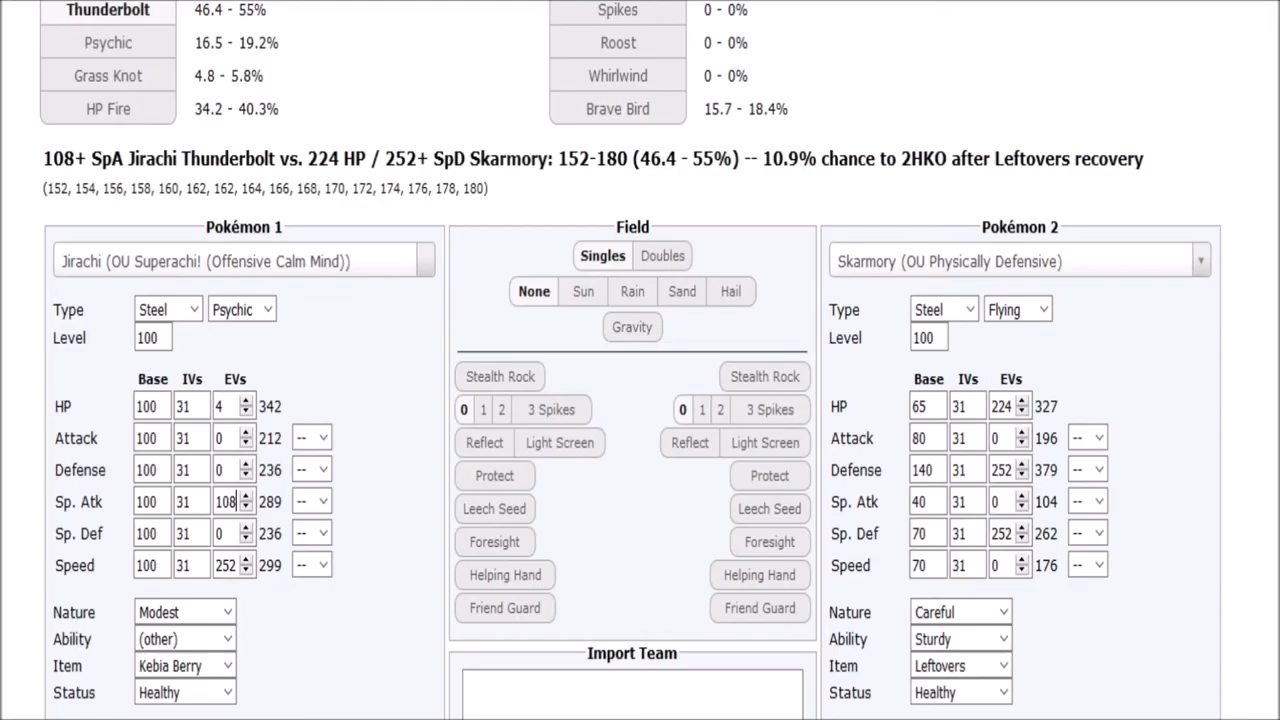 Thunderbolt 46.4 - 55% Spikes 0 - 0%
Psychic 16.5 - 19.2% Roost 0 - 0%
Grass Knot 4.8 - 5.8% Whirlwind 0 - 0%
HP Fire 34.2 - 40.3% Brave Bird 15.7 - 18.4%
108+ SpA Jirachi Thunderbolt vs. 224 HP / 252+ SpD Skarmory: 152-180 (46.4 - 55%) -- 10.9% chance to 2HKO after Leftovers recovery
(152, 154, 156, 158, 160, 162, 162, 164, 166, 168, 170, 172, 174, 176, 178, 180)
Pokémon 1
Jirachi (OU Superachi! (Offensive Calm Mind))
Type Steel Psychic
Level 100
Base IVs EVs
HP 100 31 4 342
Attack 100 31 0 212 --
Defense 100 31 0 236 --
Sp. Atk 100 31 108 289 --
Sp. Def 100 31 0 236 --
Speed 100 31 252 299 --
Nature Modest
Ability (other)
Item Kebia Berry
Status Healthy
Field
Singles Doubles
None Sun Rain Sand Hail
Gravity
Stealth Rock Stealth Rock
0 1 2 3 Spikes 0 1 2 3 Spikes
Reflect Light Screen Reflect Light Screen
Protect Protect
Leech Seed Leech Seed
Foresight Foresight
Helping Hand Helping Hand
Friend Guard Friend Guard
Import Team
Pokémon 2
Skarmory (OU Physically Defensive)
Type Steel Flying
Level 100
Base IVs EVs
HP 65 31 224 327
Attack 80 31 0 196 --
Defense 140 31 252 379 --
Sp. Atk 40 31 0 104 --
Sp. Def 70 31 252 262 --
Speed 70 31 0 176 --
Nature Careful
Ability Sturdy
Item Leftovers
Status Healthy